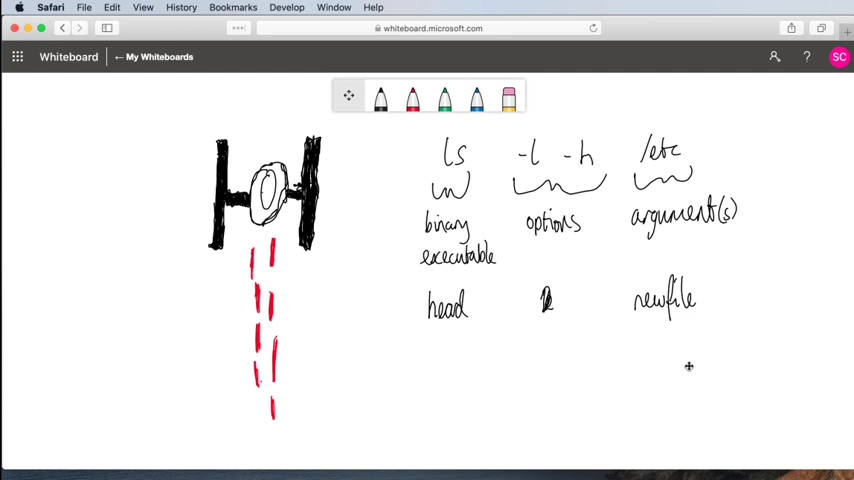 Safari File Edit View History Bookmarks Develop Window Help
whiteboard.microsoft.com
Whiteboard ← My Whiteboards ? SC
ls -l -h /etc
binary options argument(s)
executable
head newfile